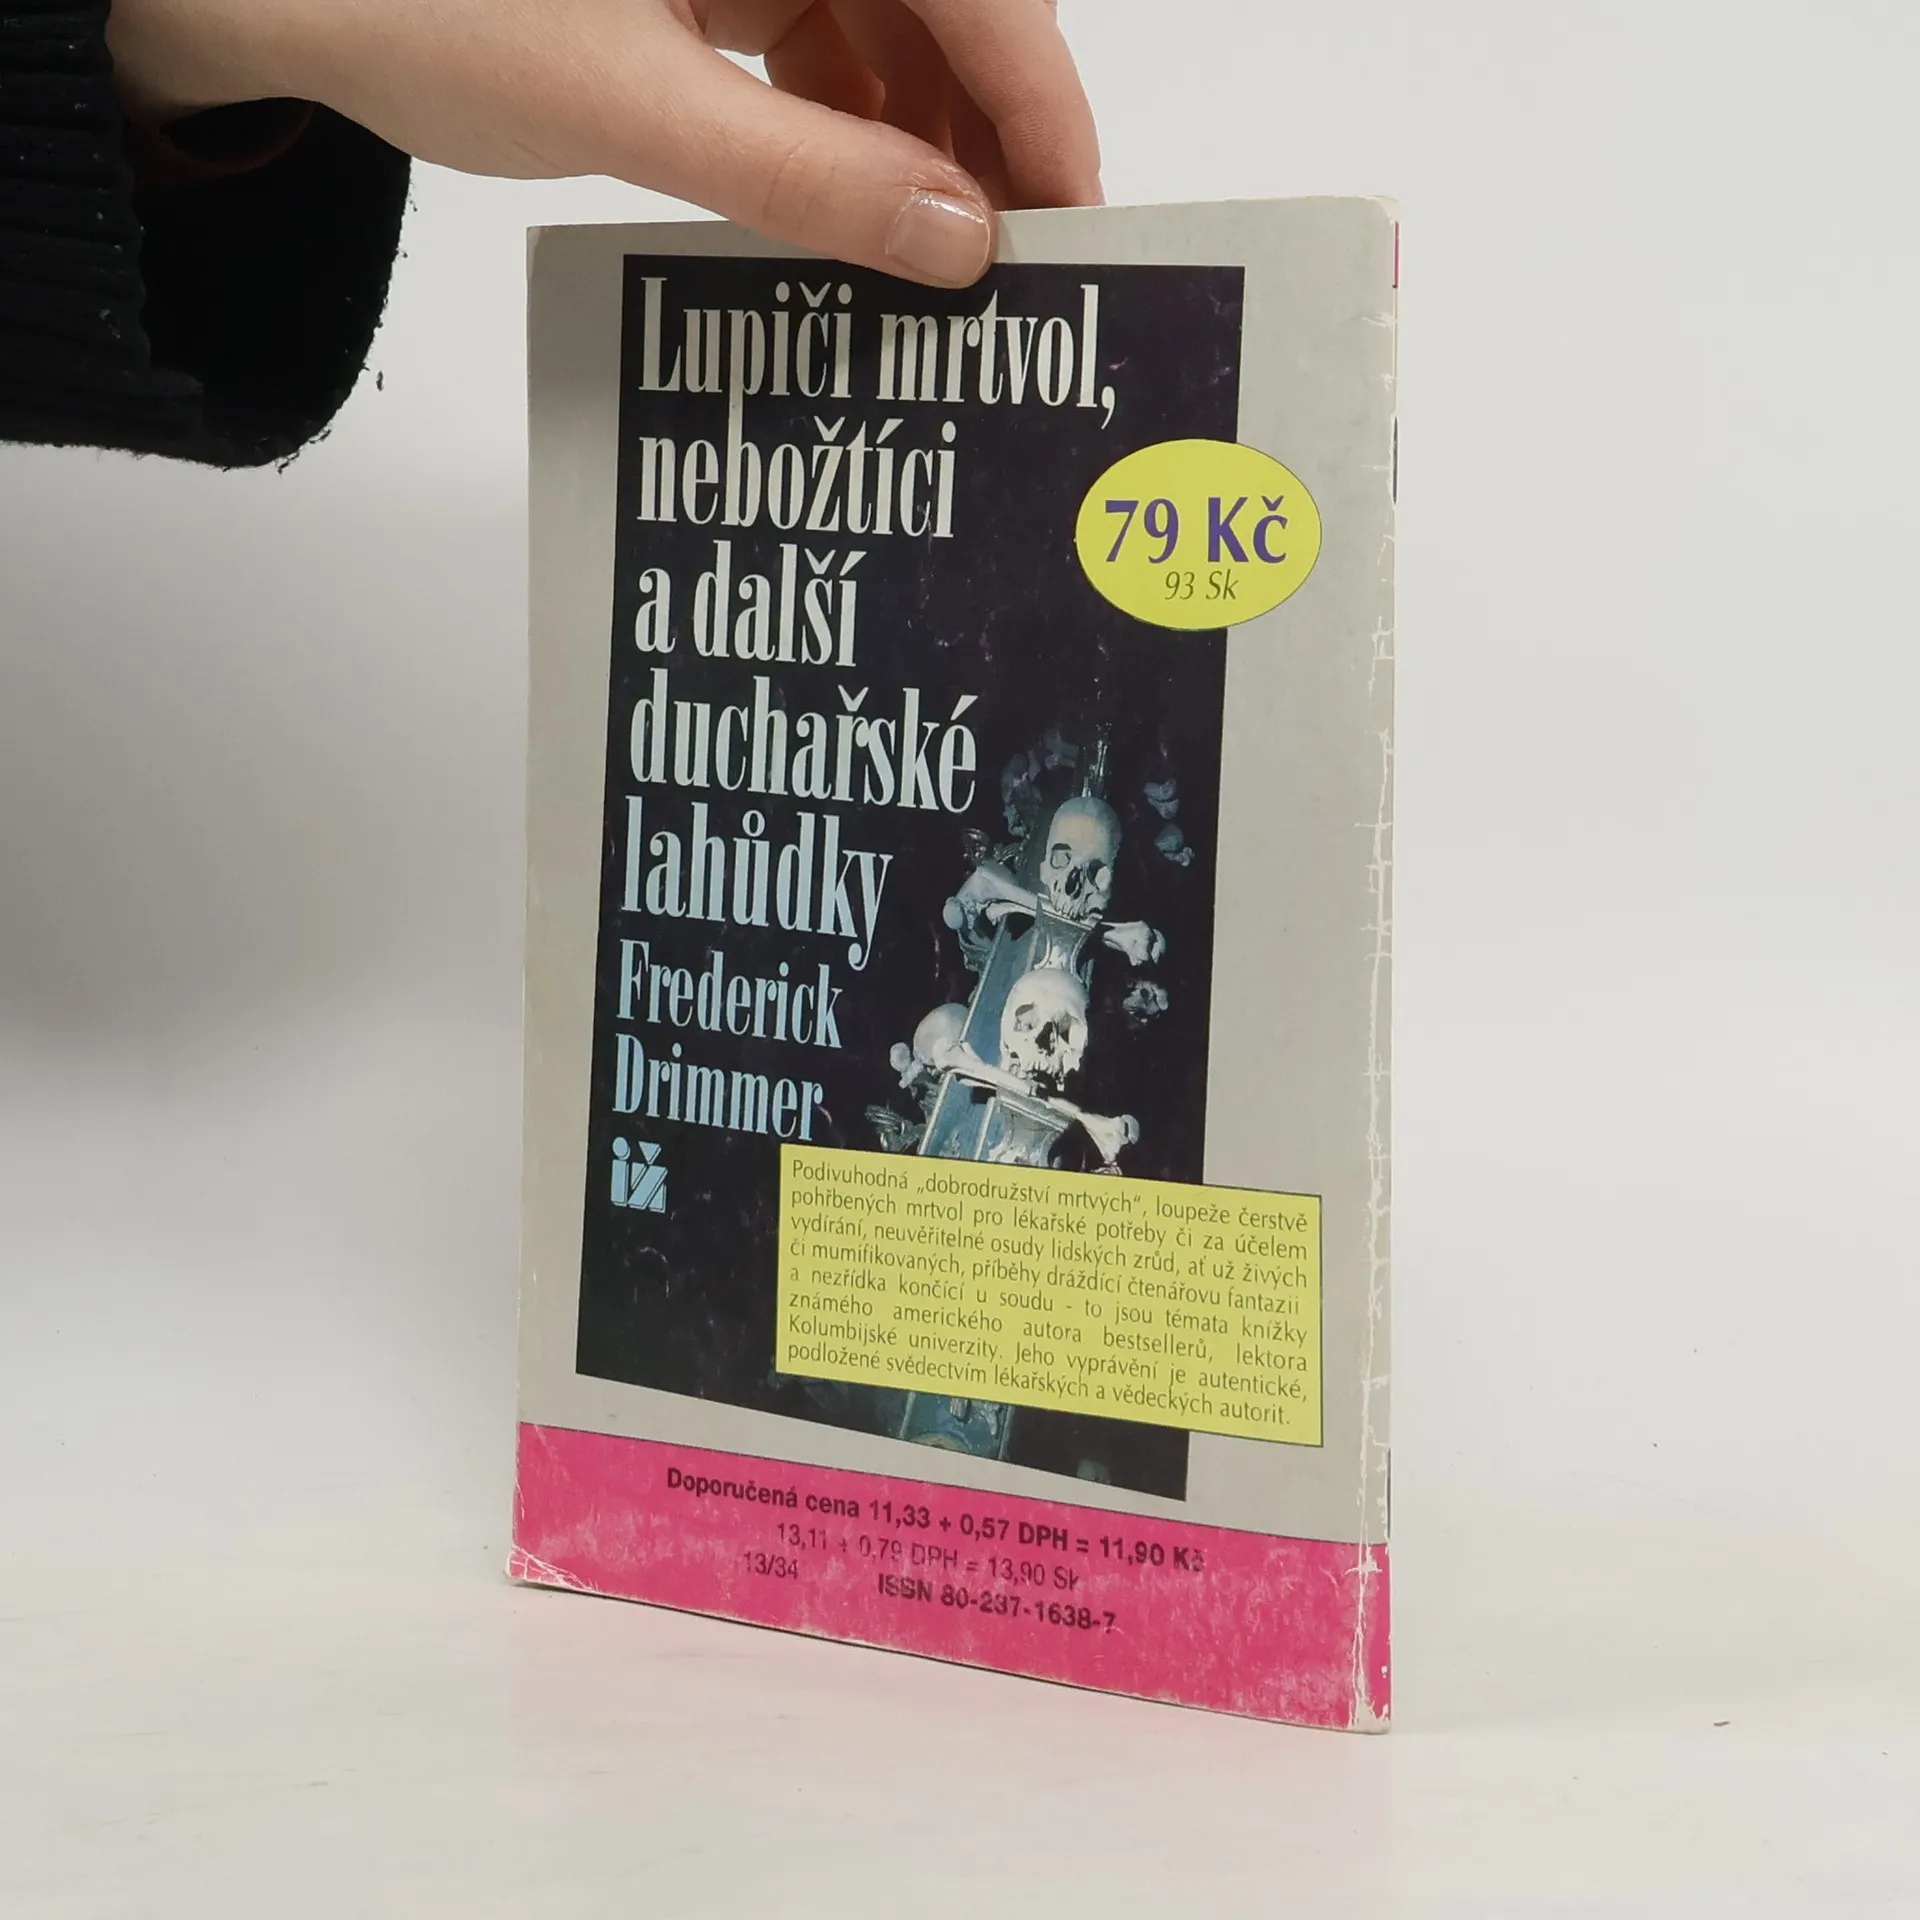 Lupiči mrtvol,
nebožtíci
a další
duchařské
lahůdky
Frederick
Drimmer
iž
79 Kč
93 Sk
Podivuhodná „dobrodružství mrtvých“, loupeže čerstvě
pohřbených mrtvol pro lékařské potřeby či za účelem
vydírání, neuvěřitelné osudy lidských zrůd, ať už živých
či mumifikovaných, příběhy dráždící čtenářovu fantazii
a nezřídka končící u soudu - to jsou témata knížky
známého amerického autora bestsellerů, lektora
Kolumbijské univerzity. Jeho vyprávění je autentické,
podložené svědectvím lékařských a vědeckých autorit.
Doporučená cena 11,33 + 0,57 DPH = 11,90 Kč
13,11 + 0,79 DPH = 13,90 Sk
13/34
ISSN 80-237-1638-7